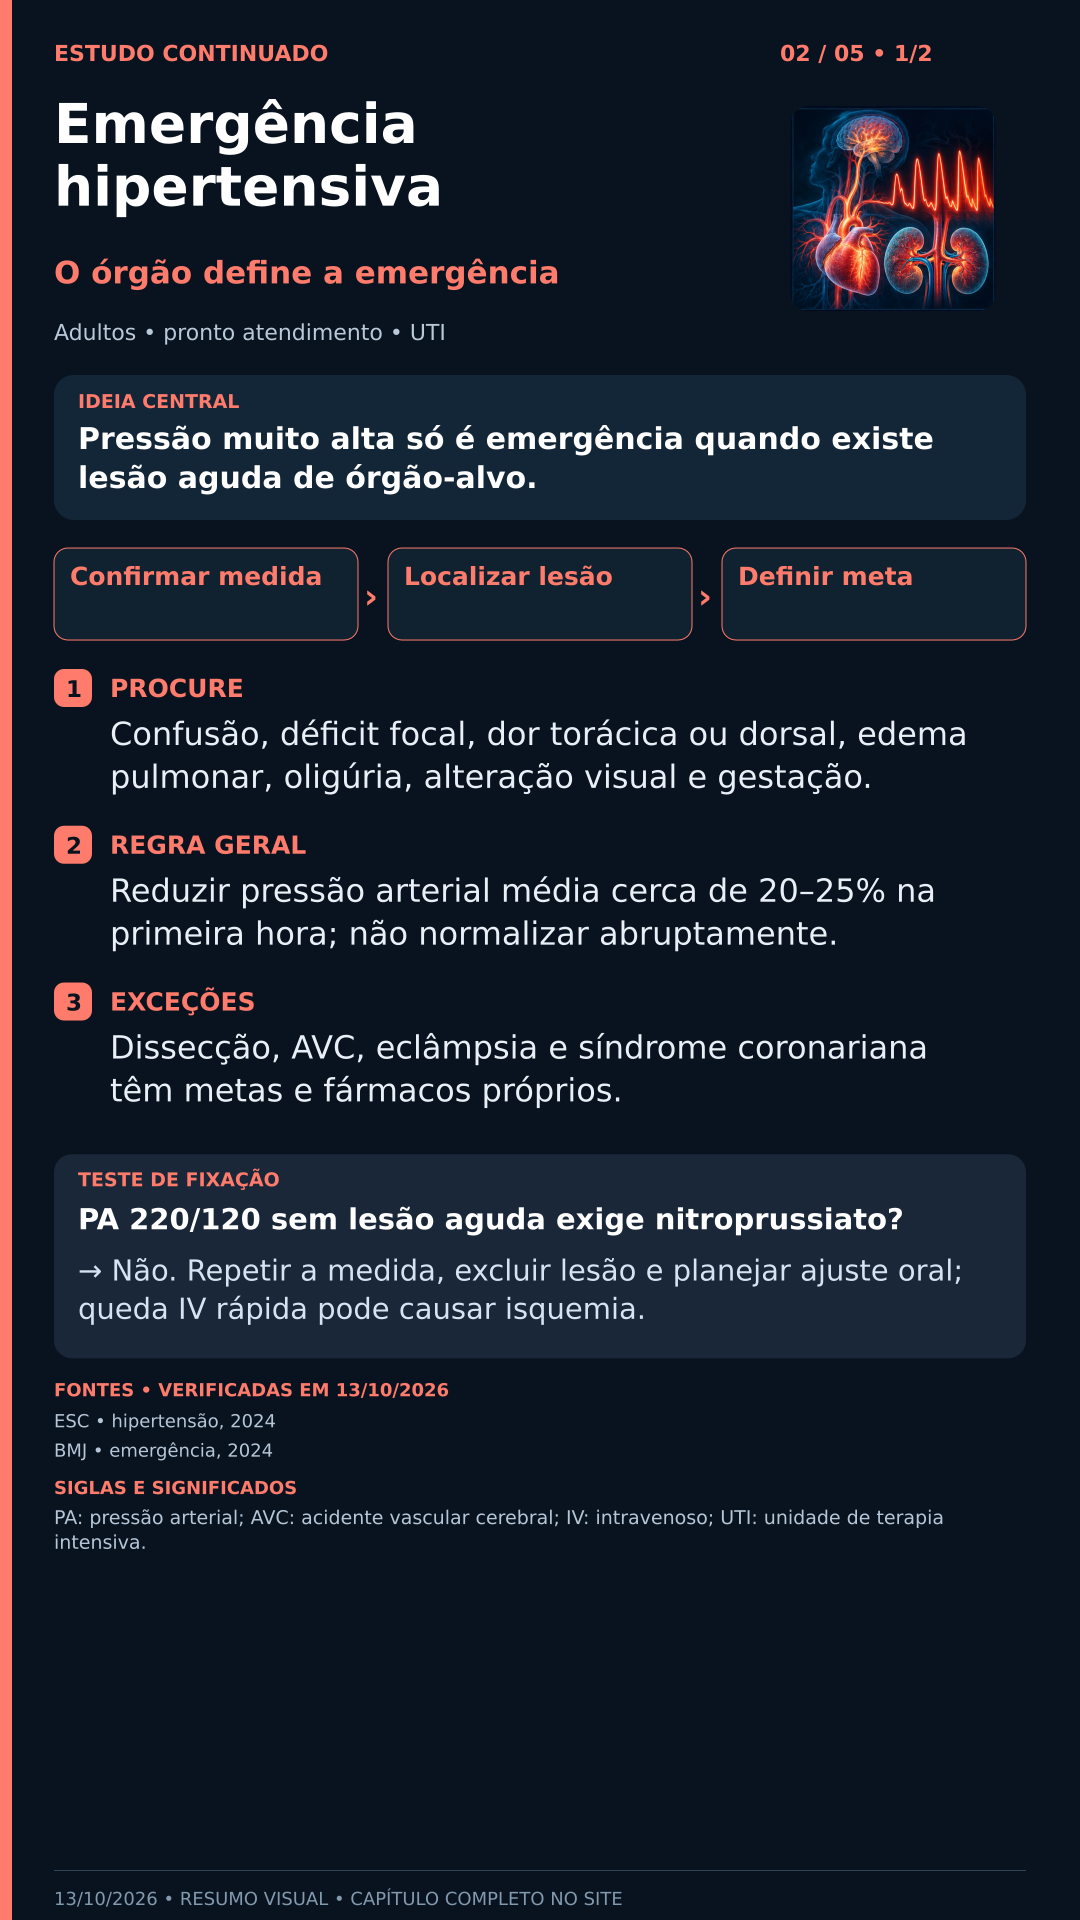 ESTUDO CONTINUADO
02 / 05 • 1/2
Emergência
hipertensiva
O órgão define a emergência
Adultos • pronto atendimento • UTI
IDEIA CENTRAL
Pressão muito alta só é emergência quando existe
lesão aguda de órgão-alvo.
Confirmar medida
›
Localizar lesão
›
Definir meta
1 PROCURE
Confusão, déficit focal, dor torácica ou dorsal, edema
pulmonar, oligúria, alteração visual e gestação.
2 REGRA GERAL
Reduzir pressão arterial média cerca de 20–25% na
primeira hora; não normalizar abruptamente.
3 EXCEÇÕES
Dissecção, AVC, eclâmpsia e síndrome coronariana
têm metas e fármacos próprios.
TESTE DE FIXAÇÃO
PA 220/120 sem lesão aguda exige nitroprussiato?
→ Não. Repetir a medida, excluir lesão e planejar ajuste oral;
queda IV rápida pode causar isquemia.
FONTES • VERIFICADAS EM 13/10/2026
ESC • hipertensão, 2024
BMJ • emergência, 2024
SIGLAS E SIGNIFICADOS
PA: pressão arterial; AVC: acidente vascular cerebral; IV: intravenoso; UTI: unidade de terapia
intensiva.
13/10/2026 • RESUMO VISUAL • CAPÍTULO COMPLETO NO SITE